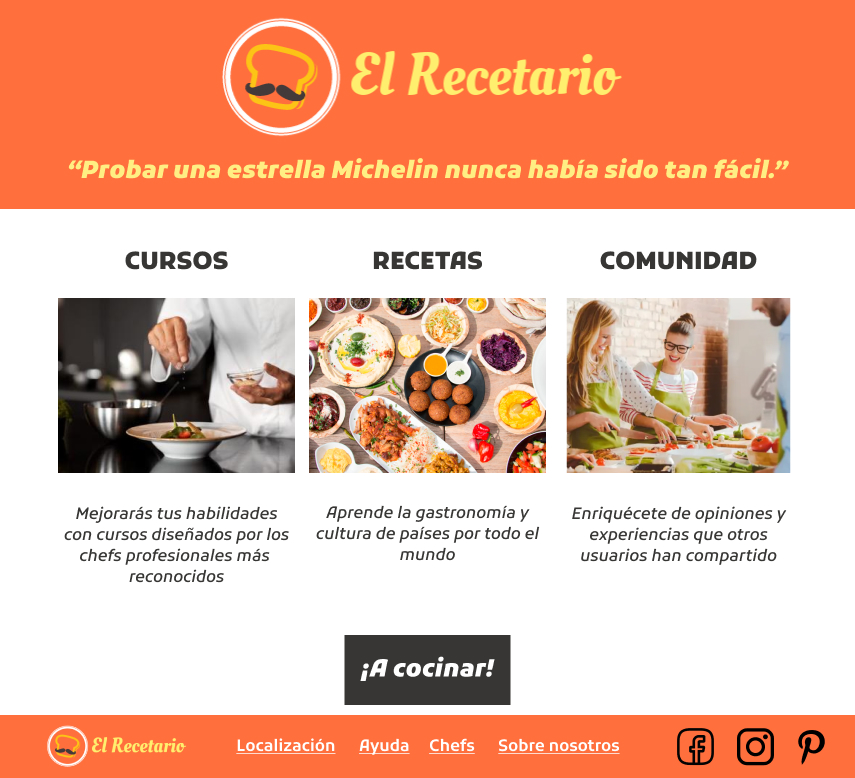 El Recetario
“Probar una estrella Michelin nunca había sido tan fácil.”
CURSOS
RECETAS
COMUNIDAD
Mejorarás tus habilidades
con cursos diseñados por los
chefs profesionales más
reconocidos
Aprende la gastronomía y
cultura de países por todo el
mundo
Enriquécete de opiniones y
experiencias que otros
usuarios han compartido
¡A cocinar!
El Recetario
Localización
Ayuda
Chefs
Sobre nosotros